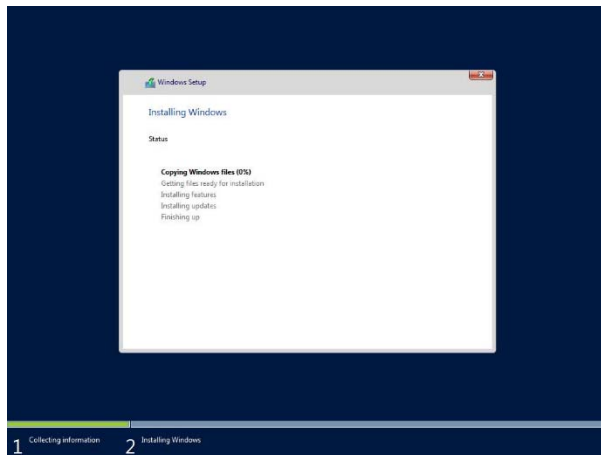 Windows Setup
Installing Windows
Status
Copying Windows files (0%)
Getting files ready for installation
Installing features
Installing updates
Finishing up
1 Collecting information 2 Installing Windows